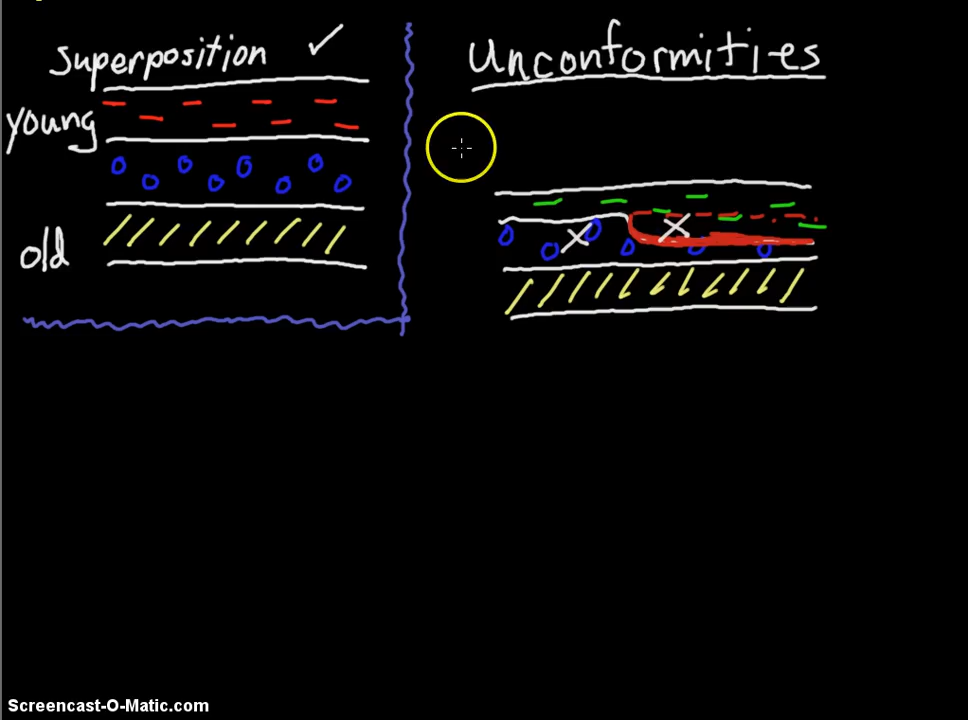 superposition
young
old
Unconformities
Screencast-O-Matic.com